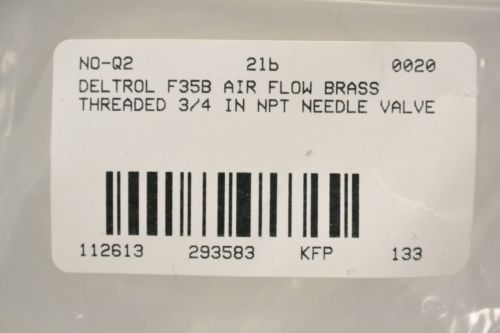 NO-Q2 2lb 0020
DELTROL F35B AIR FLOW BRASS
THREADED 3/4 IN NPT NEEDLE VALVE
112613 293583 KFP 133